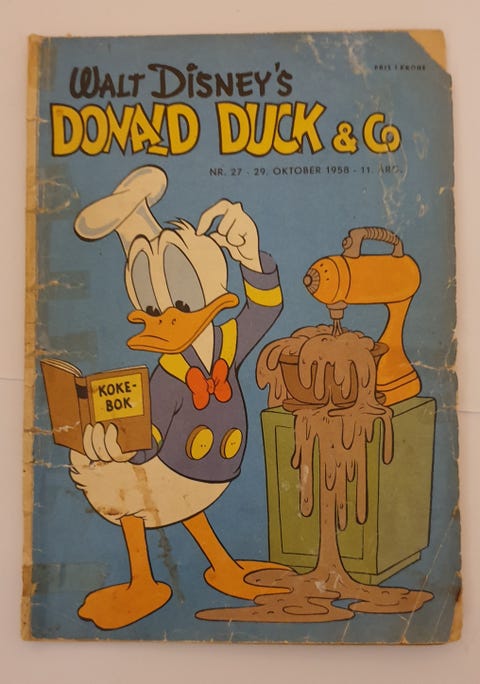 PRIS 1 KRONE
WALT DISNEY'S
DONALD DUCK & Co
NR. 27 - 29. OKTOBER 1958 - 11. ÅRG.
KOKE-
BOK